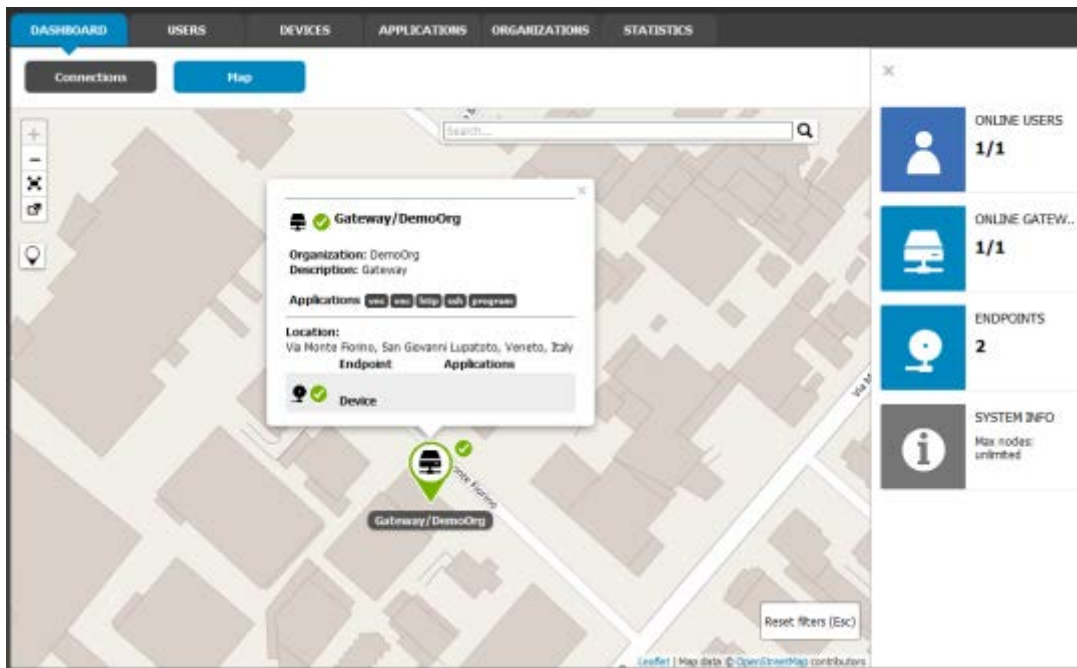 DASHBOARD USERS DEVICES APPLICATIONS ORGANIZATIONS STATISTICS
Connections Map
Search...
Gateway/DemoOrg
Organization: DemoOrg
Description: Gateway
Applications vnc vnc http ssh program
Location:
Via Monte Fiorino, San Giovanni Lupatoto, Veneto, Italy
Endpoint Applications
Device
onte Fiorino
Gateway/DemoOrg
Via M
Reset filters (Esc)
Leaflet | Map data © OpenStreetMap contributors
ONLINE USERS
1/1
ONLINE GATEW..
1/1
ENDPOINTS
2
SYSTEM INFO
Max nodes:
unlimited